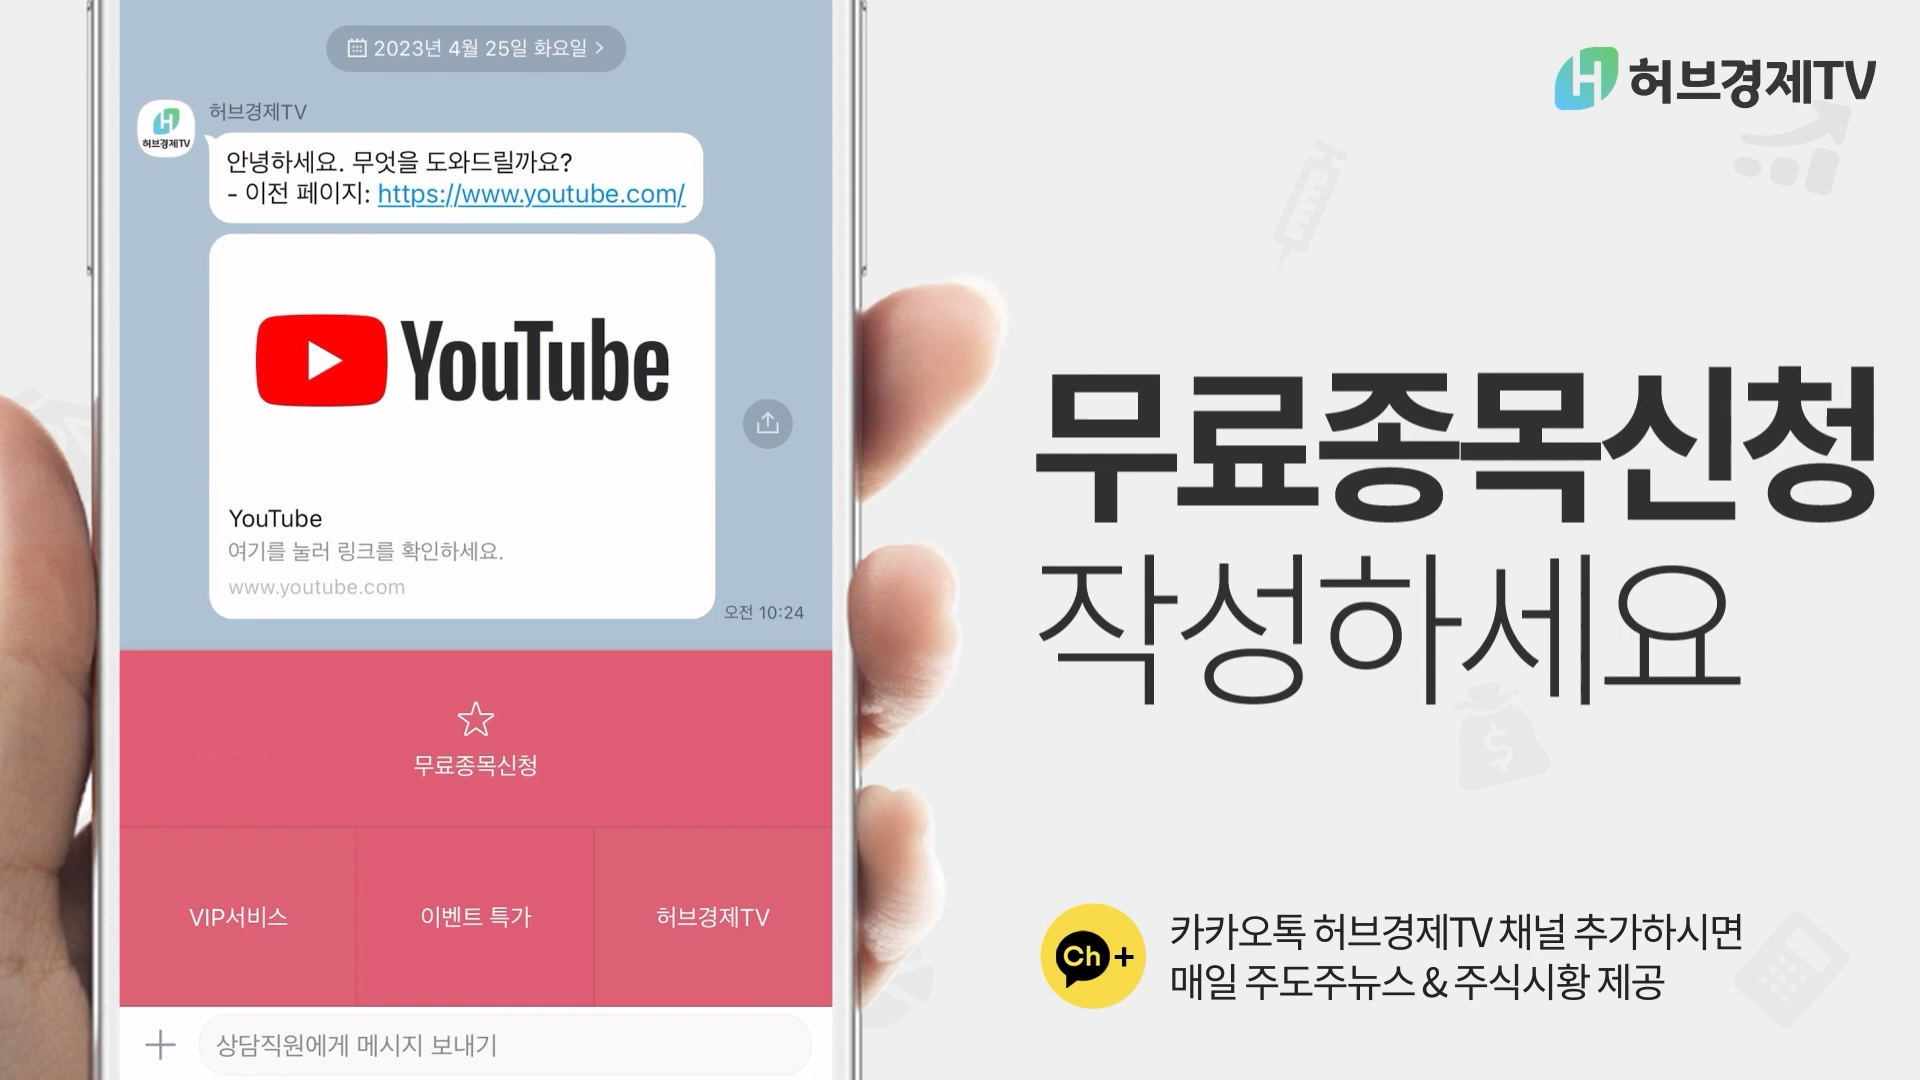 2023년 4월 25일 화요일 >
허브경제TV
허브경제TV
안녕하세요. 무엇을 도와드릴까요?
- 이전 페이지: https://www.youtube.com/
YouTube
YouTube
여기를 눌러 링크를 확인하세요.
www.youtube.com
오전 10:24
무료종목신청
VIP서비스
이벤트 특가
허브경제TV
상담직원에게 메시지 보내기
허브경제TV
무료종목신청
작성하세요
Ch+
카카오톡 허브경제TV 채널 추가하시면
매일 주도주뉴스 & 주식시황 제공